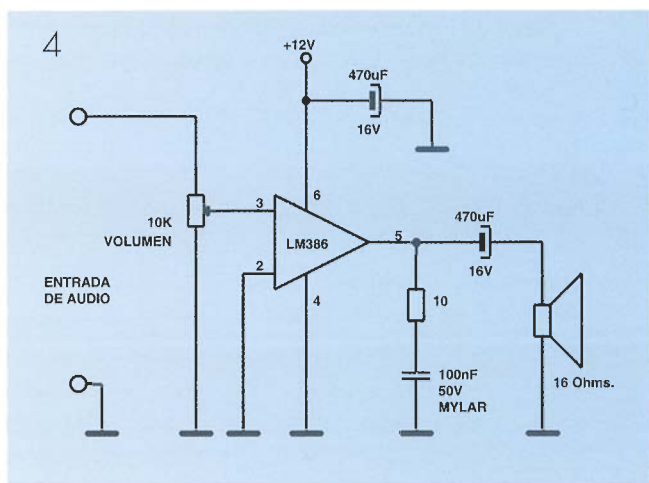 4
+12V
470uF
16V
6
3
10K
VOLUMEN
LM386
5
470uF
16V
2
4
10
ENTRADA
DE AUDIO
100nF
50V
MYLAR
16 Ohms.